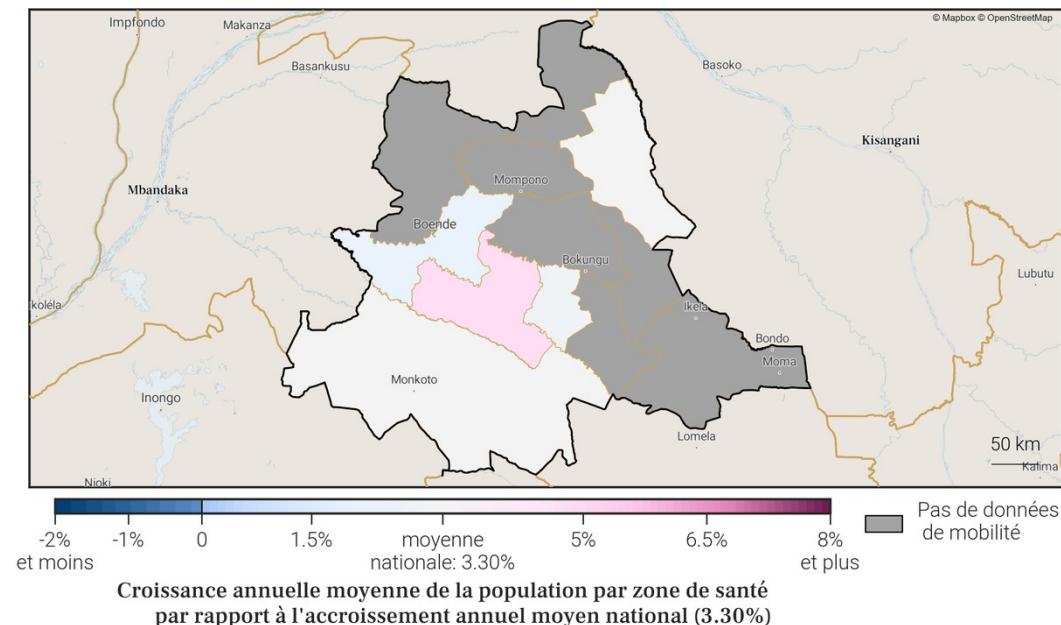 © Mapbox © OpenStreetMap
Impfondo
Makanza
Basankusu
Basoko
Kisangani
Mbandaka
Mompono
Boende
Bokungu
Lubutu
koléla
Ikela
Bondo
Moma
Monkoto
Inongo
Lomela
50 km
Kalima
Nioki
-2%
et moins
-1%
0
1.5%
moyenne
nationale: 3.30%
5%
6.5%
8%
et plus
Pas de données
de mobilité
Croissance annuelle moyenne de la population par zone de santé
par rapport à l'accroissement annuel moyen national (3.30%)